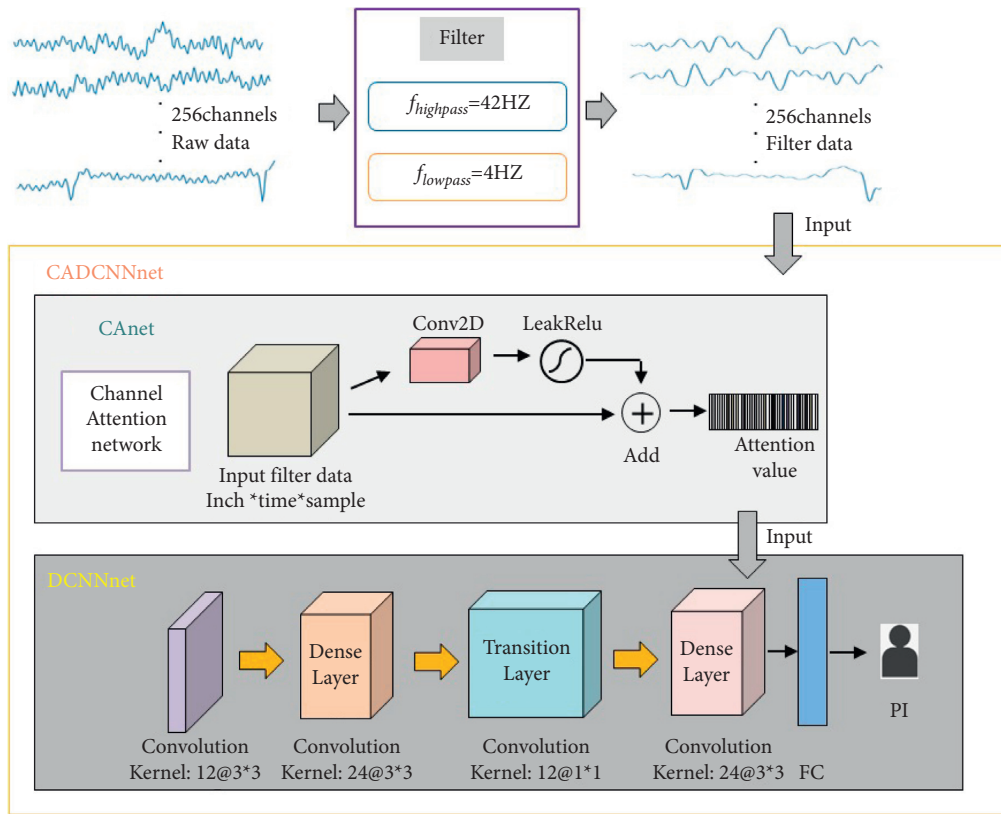 Filter
f highpass=42HZ
f lowpass=4HZ
256channels
Raw data
256channels
Filter data
Input
CADCNNnet
CAnet
Channel
Attention
network
Input filter data
Inch *time*sample
Conv2D
LeakRelu
Add
Attention
value
Input
DCNNnet
Dense
Layer
Transition
Layer
Dense
Layer
PI
Convolution
Kernel: 12@3*3
Convolution
Kernel: 24@3*3
Convolution
Kernel: 12@1*1
Convolution
Kernel: 24@3*3
FC